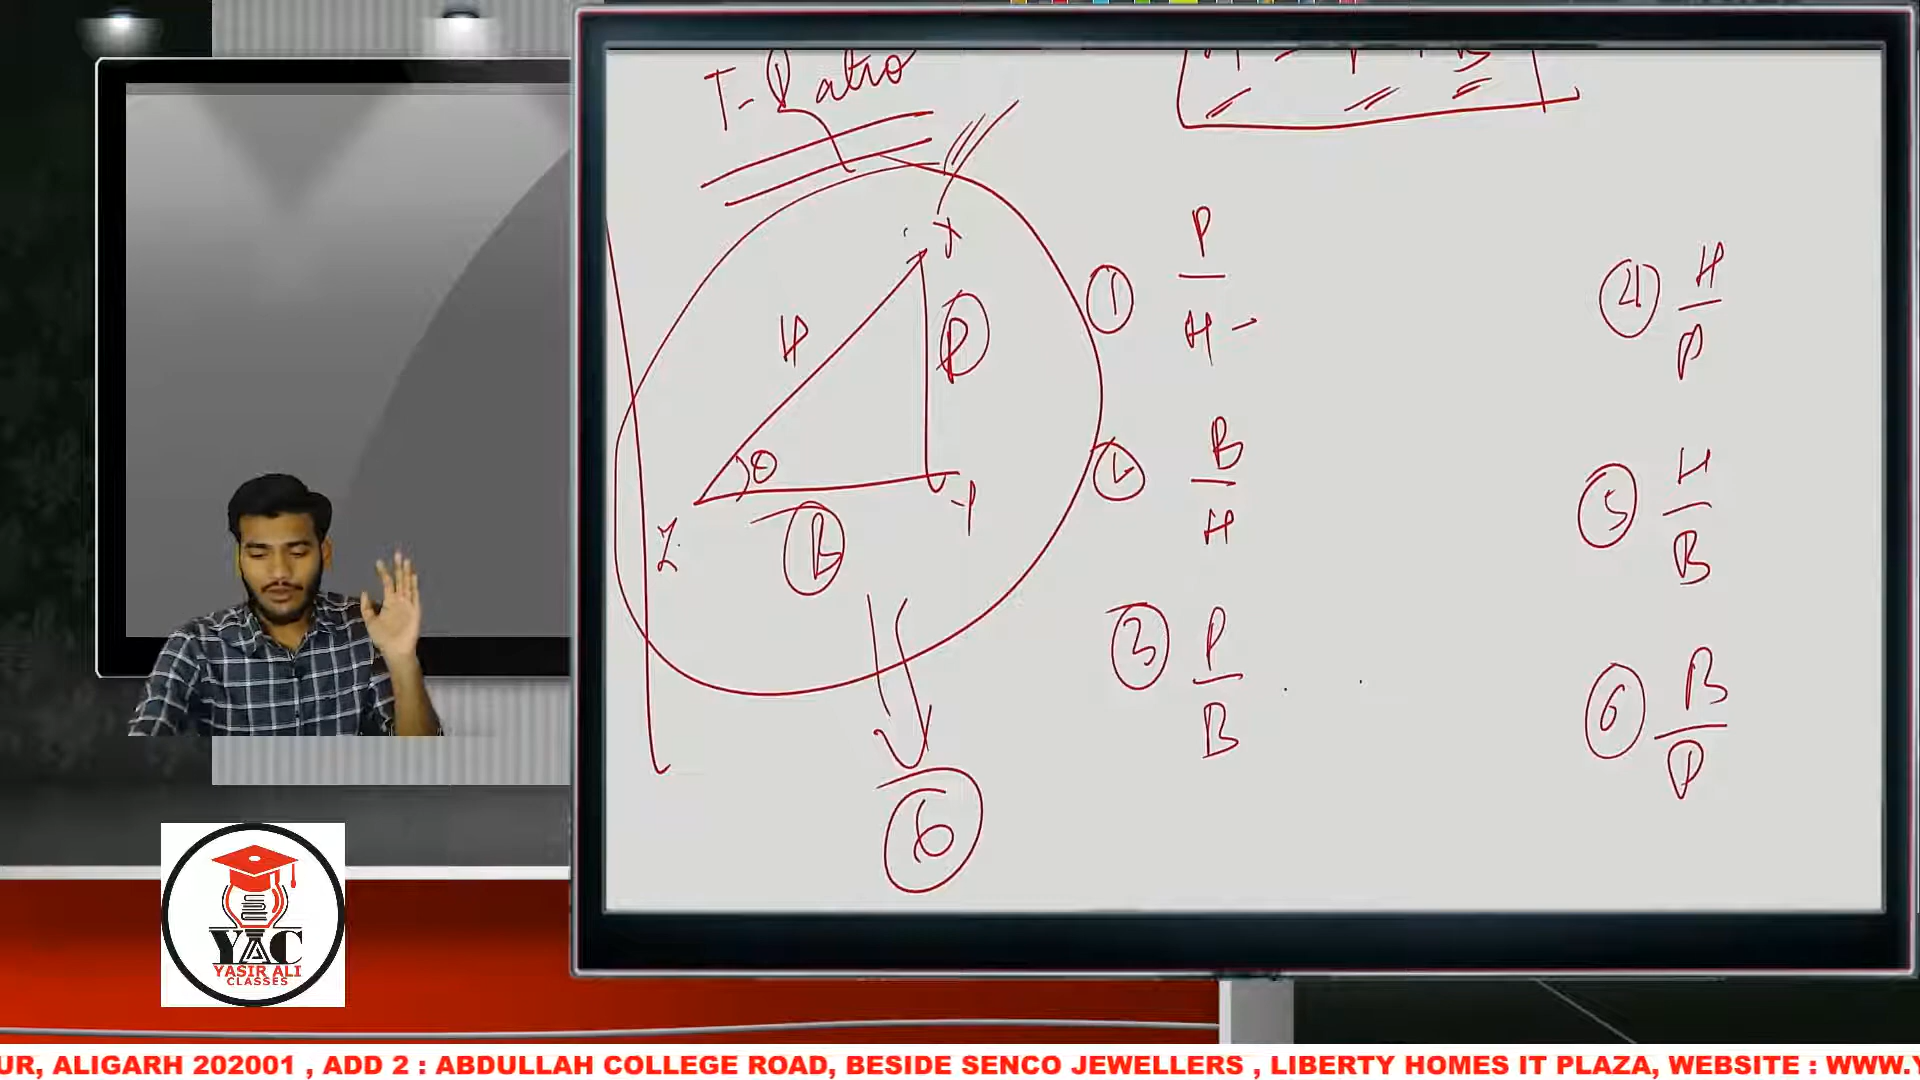 T-Ratio
X
H
P
θ
Z
B
Y
6
① P/H
② B/H
③ P/B
④ H/P
⑤ H/B
⑥ B/P
YAC
YASIR ALI
CLASSES
UR, ALIGARH 202001 , ADD 2 : ABDULLAH COLLEGE ROAD, BESIDE SENCO JEWELLERS , LIBERTY HOMES IT PLAZA, WEBSITE : WWW.Y